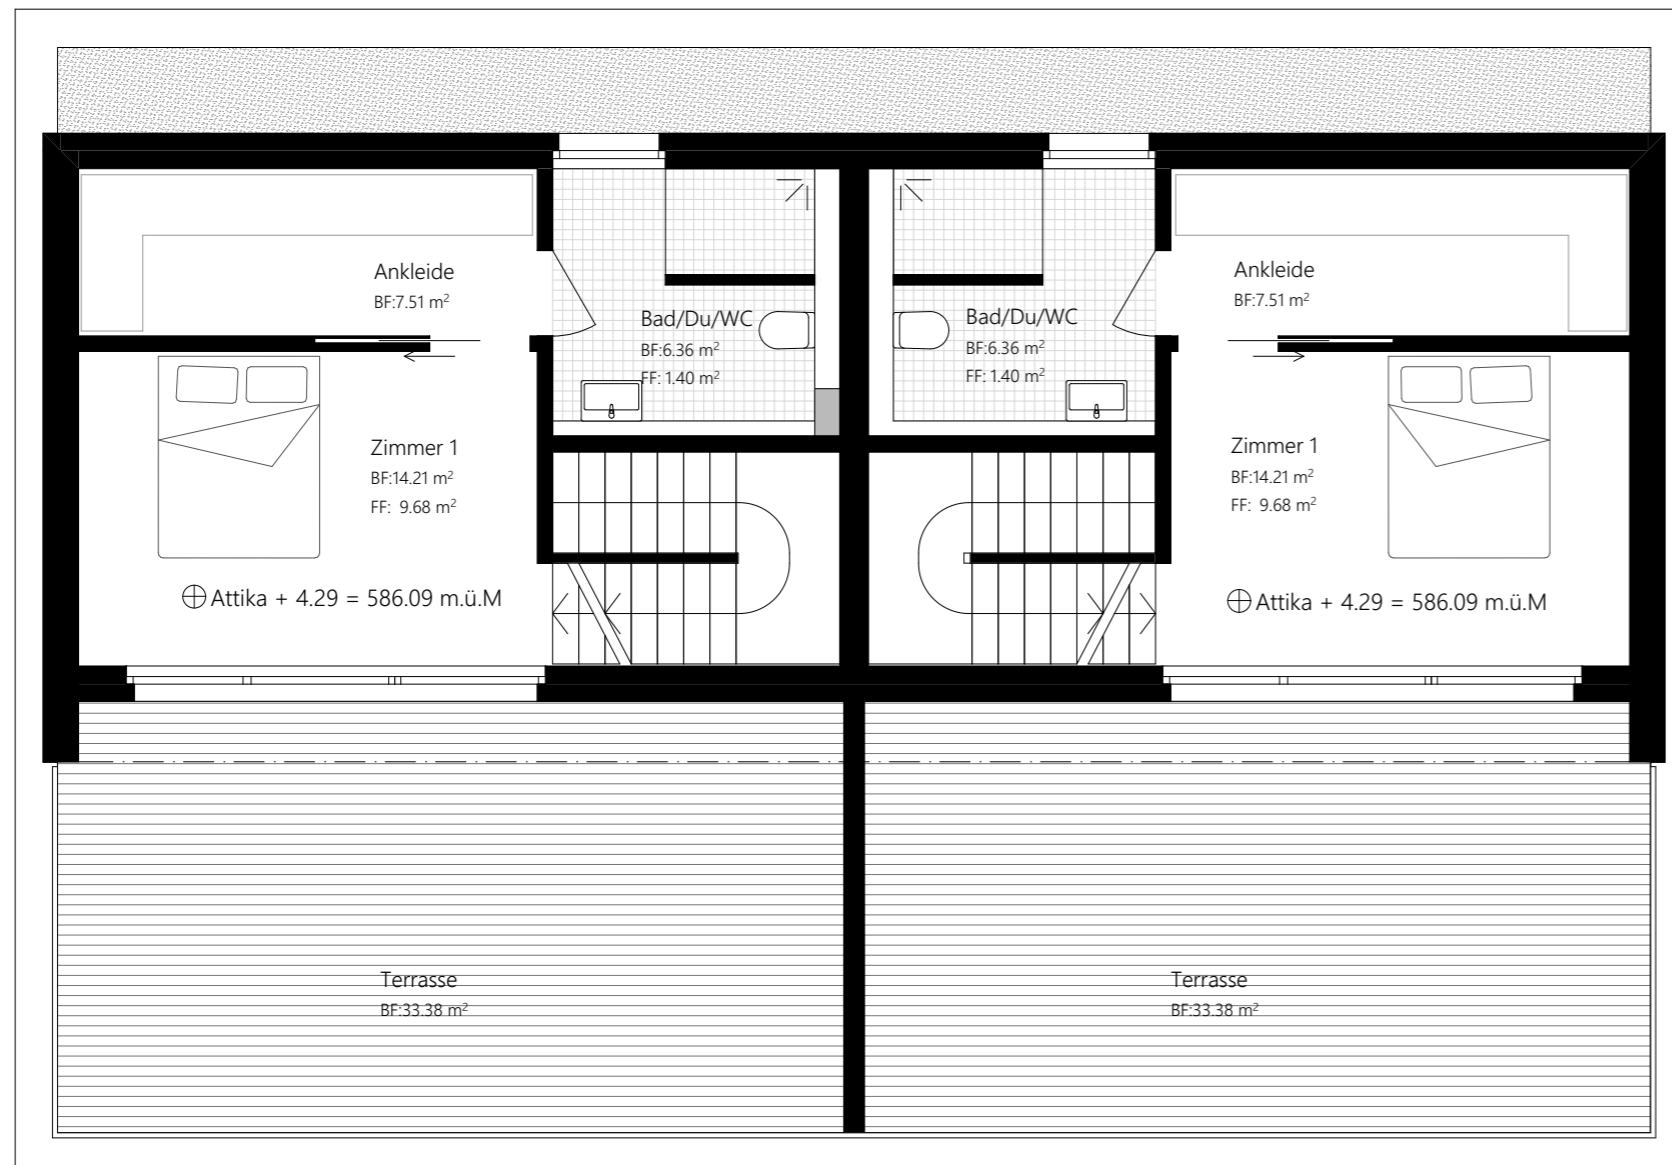 Ankleide
BF:7.51 m²
Bad/Du/WC
BF:6.36 m²
FF: 1.40 m²
Zimmer 1
BF:14.21 m²
FF: 9.68 m²
Attika + 4.29 = 586.09 m.ü.M
Terrasse
BF:33.38 m²
Bad/Du/WC
BF:6.36 m²
FF: 1.40 m²
Ankleide
BF:7.51 m²
Zimmer 1
BF:14.21 m²
FF: 9.68 m²
Attika + 4.29 = 586.09 m.ü.M
Terrasse
BF:33.38 m²